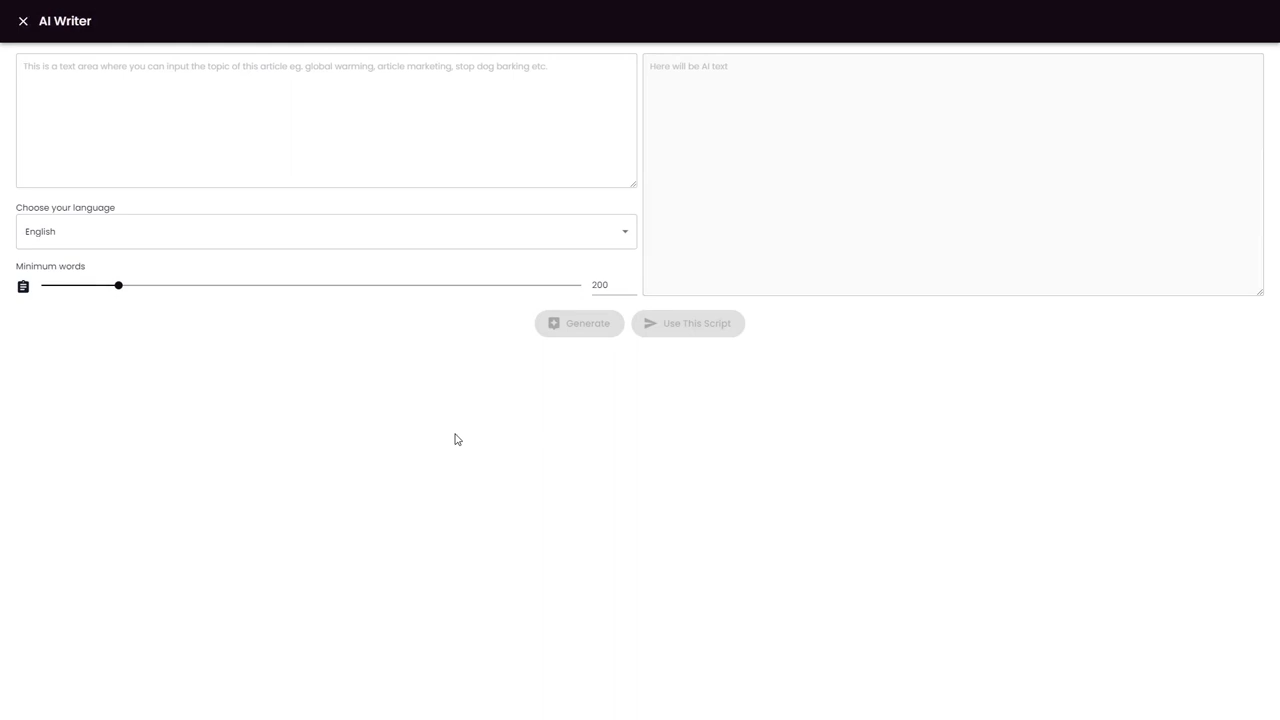 AI Writer
This is a text area where you can input the topic of this article eg, global warming, article marketing, stop dog barking etc.
Here will be AI text
Choose your language
English
Minimum words
200
Generate
Use This Script